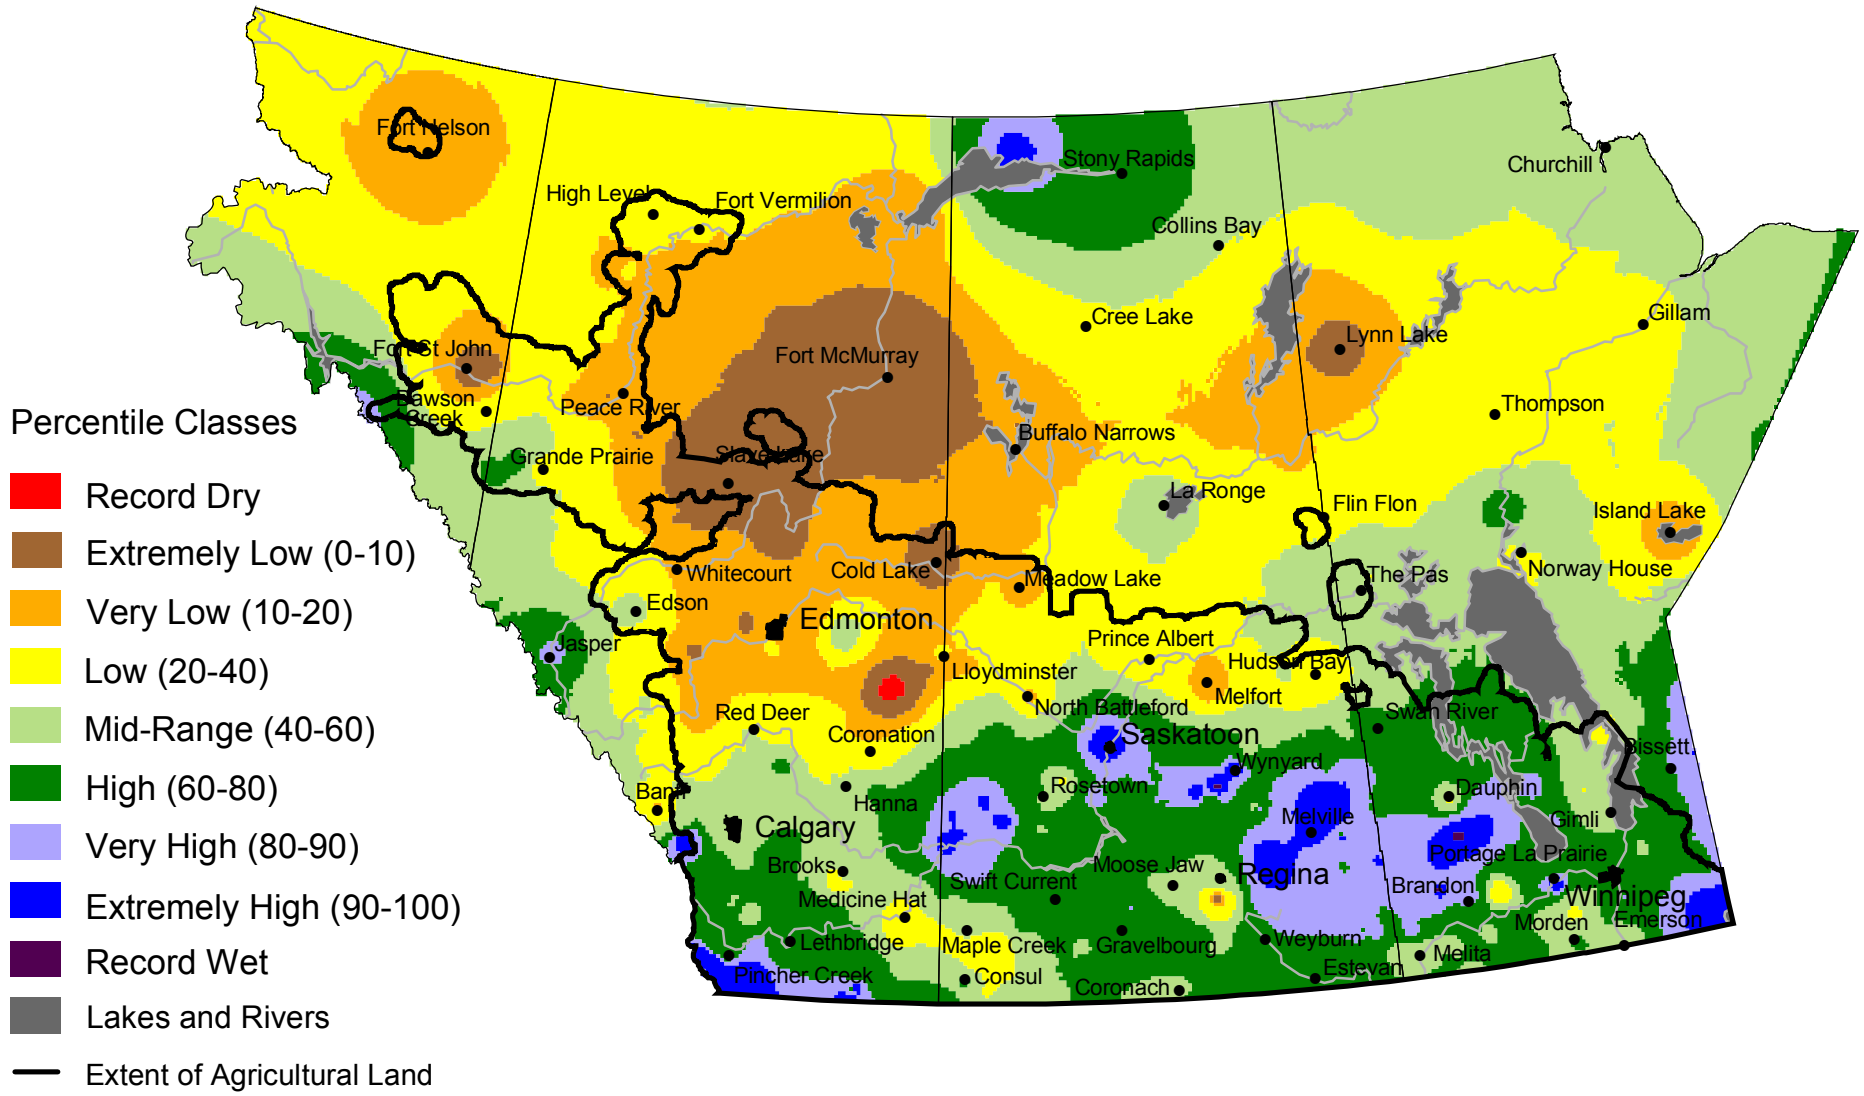 Percentile Classes
Record Dry
Extremely Low (0-10)
Very Low (10-20)
Low (20-40)
Mid-Range (40-60)
High (60-80)
Very High (80-90)
Extremely High (90-100)
Record Wet
Lakes and Rivers
Extent of Agricultural Land
Fort Nelson
High Level
Fort Vermilion
Stony Rapids
Churchill
Collins Bay
Cree Lake
Gillam
Lynn Lake
Fort St John
Fort McMurray
Dawson
Creek
Peace River
Thompson
Buffalo Narrows
Grande Prairie
Slave Lake
La Ronge
Flin Flon
Island Lake
Whitecourt
Cold Lake
Meadow Lake
The Pas
Norway House
Edson
Edmonton
Prince Albert
Jasper
Lloydminster
Hudson Bay
Melfort
North Battleford
Red Deer
Coronation
Saskatoon
Swan River
Bissett
Wynyard
Banff
Hanna
Rosetown
Dauphin
Calgary
Melville
Gimli
Brooks
Moose Jaw
Regina
Portage La Prairie
Medicine Hat
Swift Current
Brandon
Winnipeg
Lethbridge
Maple Creek
Gravelbourg
Weyburn
Morden
Emerson
Melita
Pincher Creek
Consul
Coronach
Estevan